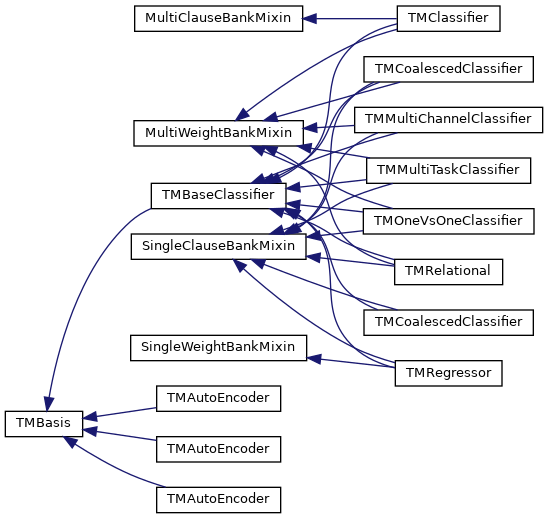 MultiClauseBankMixin
TMClassifier
TMCoalescedClassifier
TMMultiChannelClassifier
MultiWeightBankMixin
TMMultiTaskClassifier
TMBaseClassifier
TMOneVsOneClassifier
SingleClauseBankMixin
TMRelational
TMCoalescedClassifier
SingleWeightBankMixin
TMRegressor
TMAutoEncoder
TMBasis
TMAutoEncoder
TMAutoEncoder